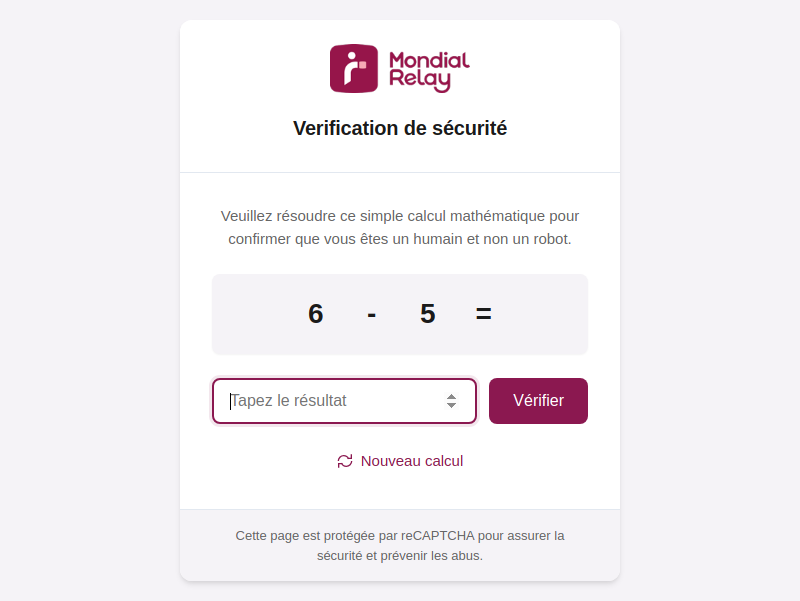 Mondial
Relay
Verification de sécurité
Veuillez résoudre ce simple calcul mathématique pour
confirmer que vous êtes un humain et non un robot.
6 - 5 =
Tapez le résultat
Vérifier
Nouveau calcul
Cette page est protégée par reCAPTCHA pour assurer la
sécurité et prévenir les abus.